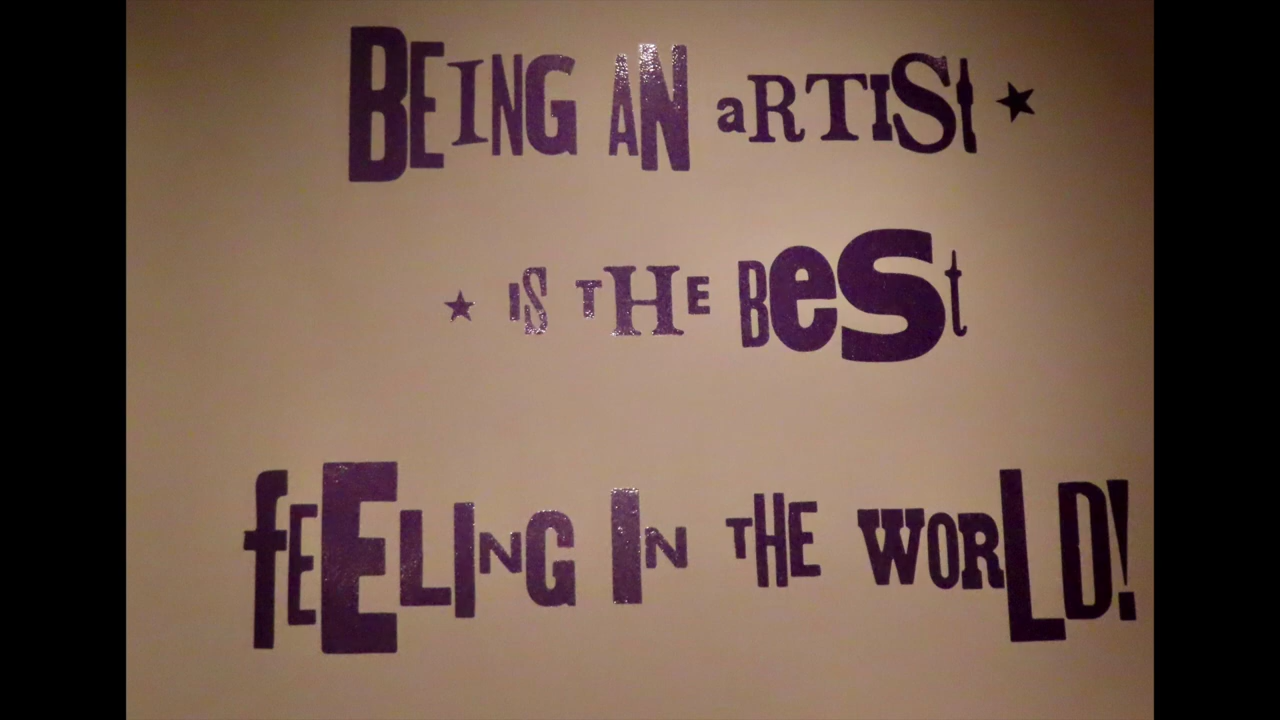 BEING AN aRTISt ★
★ IS THE BeSt
fEELING IN THE WORLD!